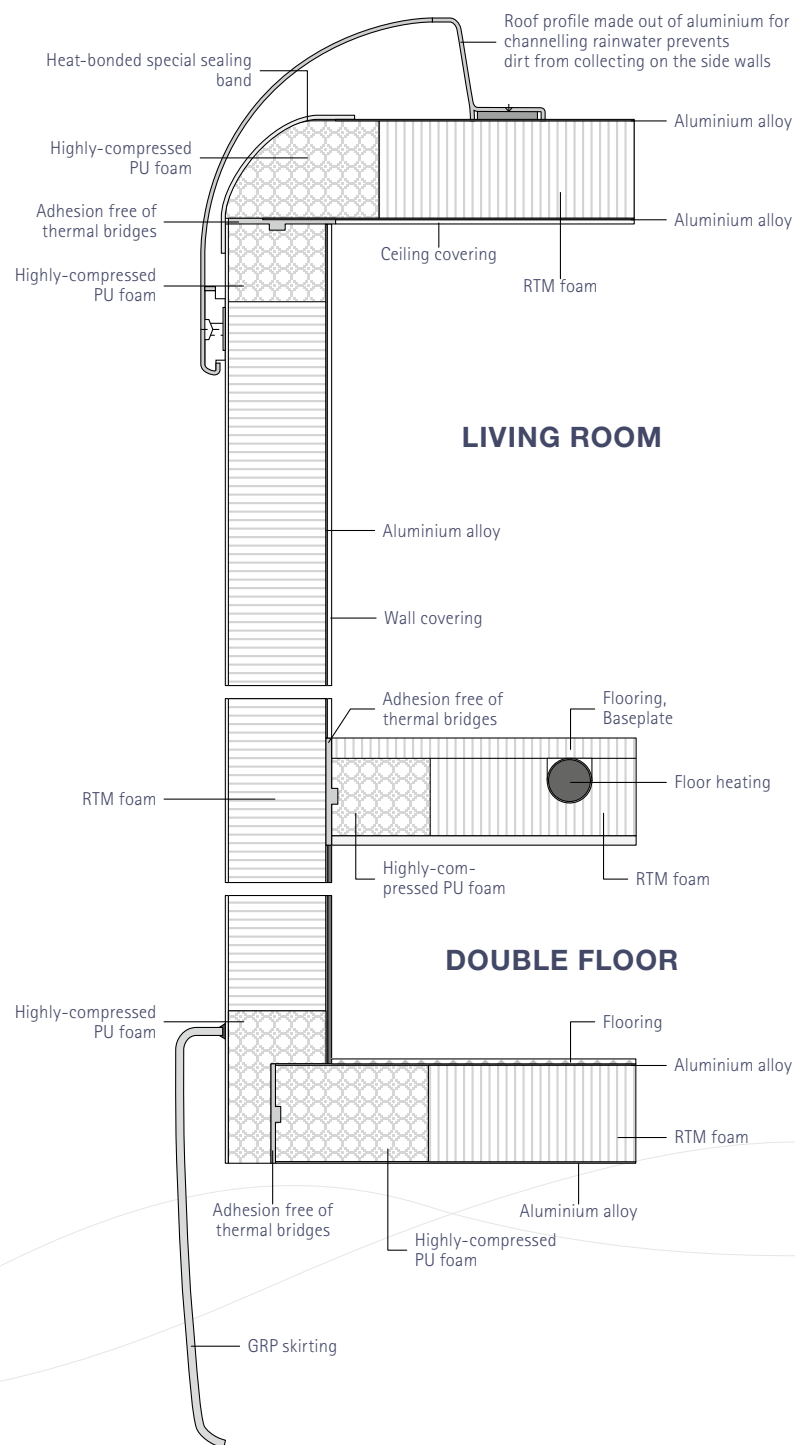 Roof profile made out of aluminium for
channelling rainwater prevents
dirt from collecting on the side walls
Heat-bonded special sealing
band
Aluminium alloy
Highly-compressed
PU foam
Adhesion free of
thermal bridges
Aluminium alloy
Ceiling covering
Highly-compressed
PU foam
RTM foam
LIVING ROOM
Aluminium alloy
Wall covering
Adhesion free of
thermal bridges
Flooring,
Baseplate
RTM foam
Floor heating
Highly-com-
pressed PU foam
RTM foam
DOUBLE FLOOR
Highly-compressed
PU foam
Flooring
Aluminium alloy
RTM foam
Adhesion free of
thermal bridges
Aluminium alloy
Highly-compressed
PU foam
GRP skirting